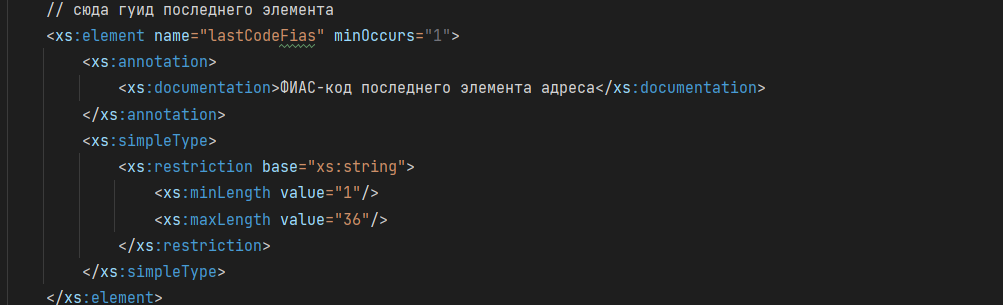 // сюда гуид последнего элемента
<xs:element name="lastCodeFias" minOccurs="1">
<xs:annotation>
<xs:documentation>ФИАС-код последнего элемента адреса</xs:documentation>
</xs:annotation>
<xs:simpleType>
<xs:restriction base="xs:string">
<xs:minLength value="1"/>
<xs:maxLength value="36"/>
</xs:restriction>
</xs:simpleType>
</xs:element>